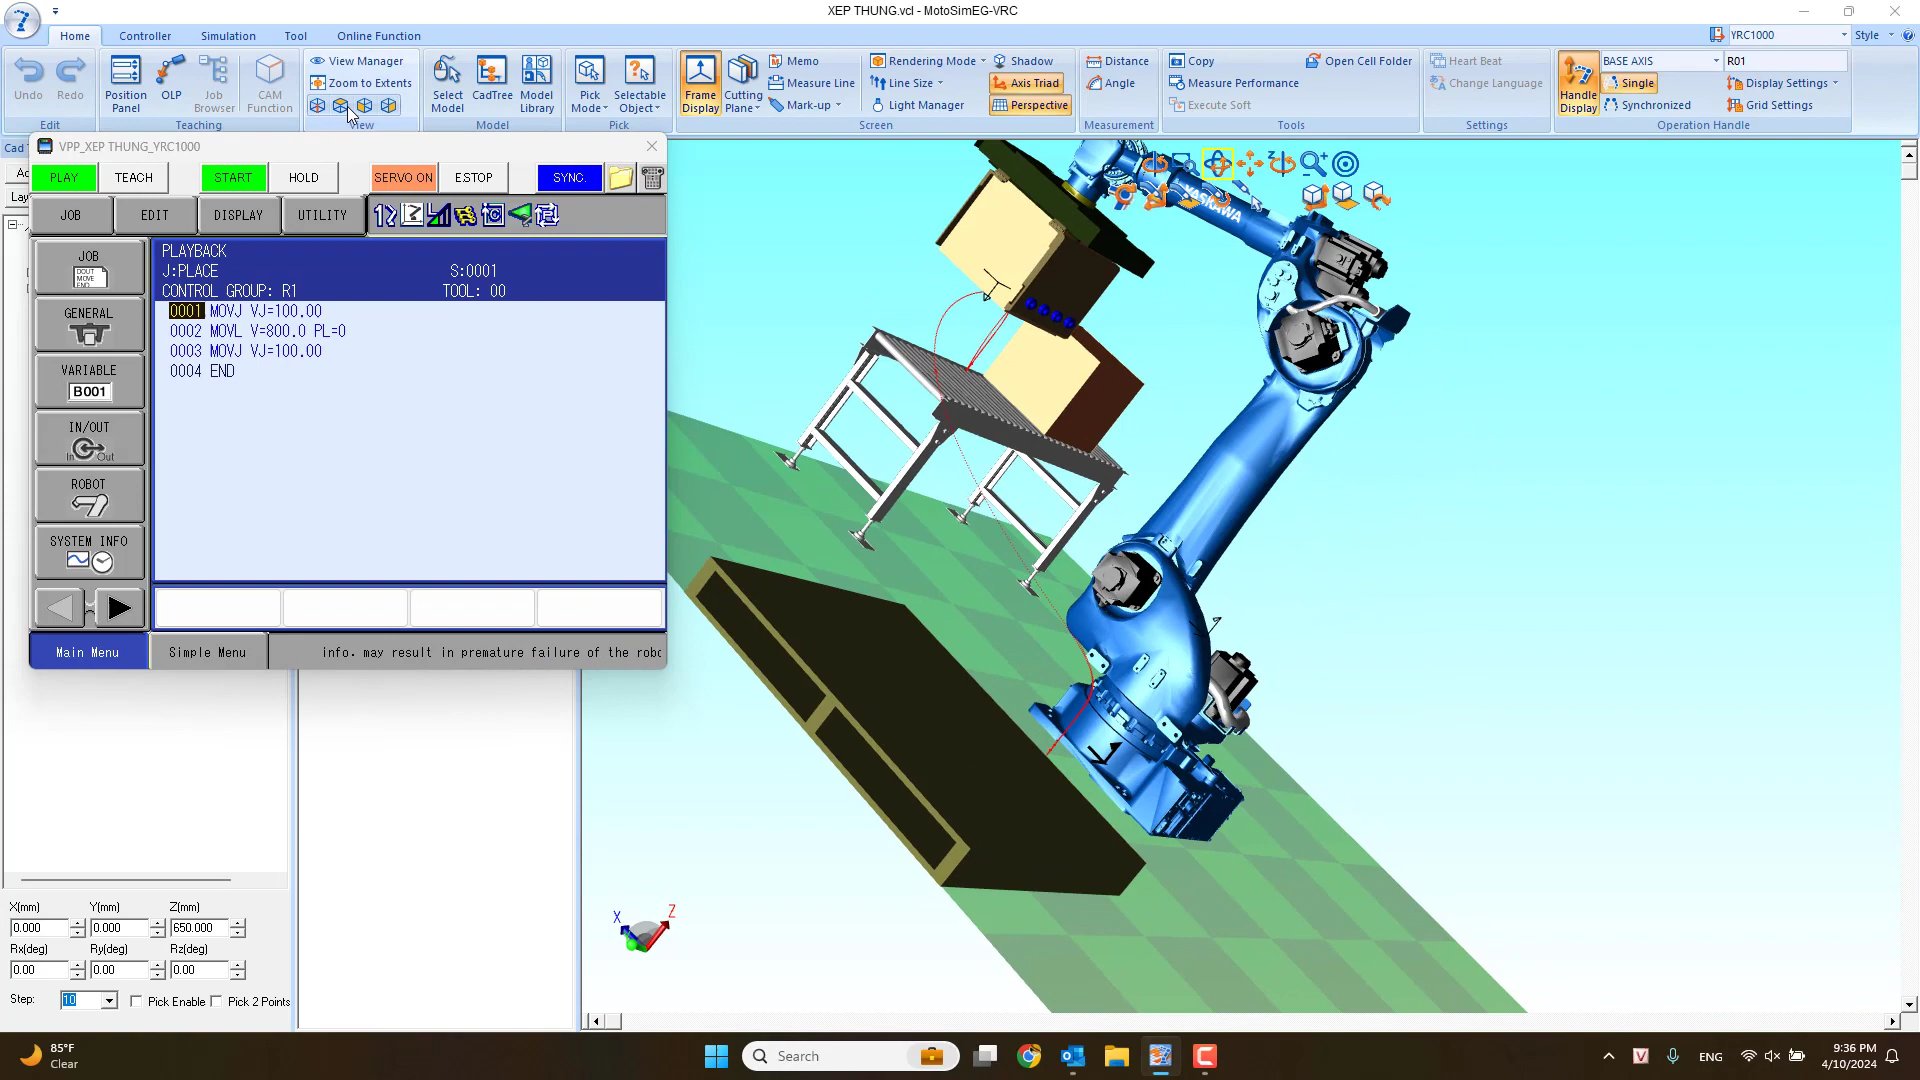 XEP THUNG.vcl - MotoSimEG-VRC
Home Controller Simulation Tool Online Function
YRC1000 Style
Undo Redo
Edit
Position Panel OLP Job Browser CAM Function
Teaching
View Manager
Zoom to Extents
View
Select Model CadTree Model Library
Model
Pick Mode Selectable Object
Pick
Frame Display Cutting Plane
Memo
Measure Line
Mark-up
Rendering Mode
Line Size
Light Manager
Shadow
Axis Triad
Perspective
Screen
Distance
Angle
Measurement
Copy
Measure Performance
Execute Soft
Open Cell Folder
Tools
Heart Beat
Change Language
Settings
Handle Display
BASE AXIS R01
Single
Synchronized
Display Settings
Grid Settings
Operation Handle
VPP_XEP THUNG_YRC1000
PLAY TEACH START HOLD SERVO ON E.STOP SYNC.
JOB EDIT DISPLAY UTILITY
JOB
DOUT
MOVE
END
GENERAL
VARIABLE
B001
IN/OUT
In Out
ROBOT
SYSTEM INFO
PLAYBACK
J:PLACE S:0001
CONTROL GROUP: R1 TOOL: 00
0001 MOVJ VJ=100.00
0002 MOVL V=800.0 PL=0
0003 MOVJ VJ=100.00
0004 END
Main Menu Simple Menu info. may result in premature failure of the robo
YASKAWA
X Z
X(mm) Y(mm) Z(mm)
0.000 0.000 650.000
Rx(deg) Ry(deg) Rz(deg)
0.00 0.00 0.00
Step: 10 Pick Enable Pick 2 Points
85°F
Clear
Search
ENG
9:36 PM
4/10/2024